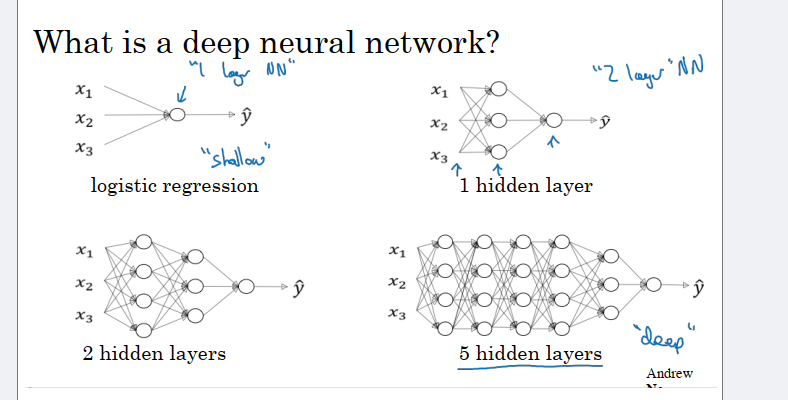 What is a deep neural network?
"1 layer NN"
x₁
x₂
x₃
ŷ
"shallow"
logistic regression
"2 layer" NN
x₁
x₂
x₃
ŷ
1 hidden layer
x₁
x₂
x₃
ŷ
2 hidden layers
x₁
x₂
x₃
ŷ
"deep"
5 hidden layers
Andrew